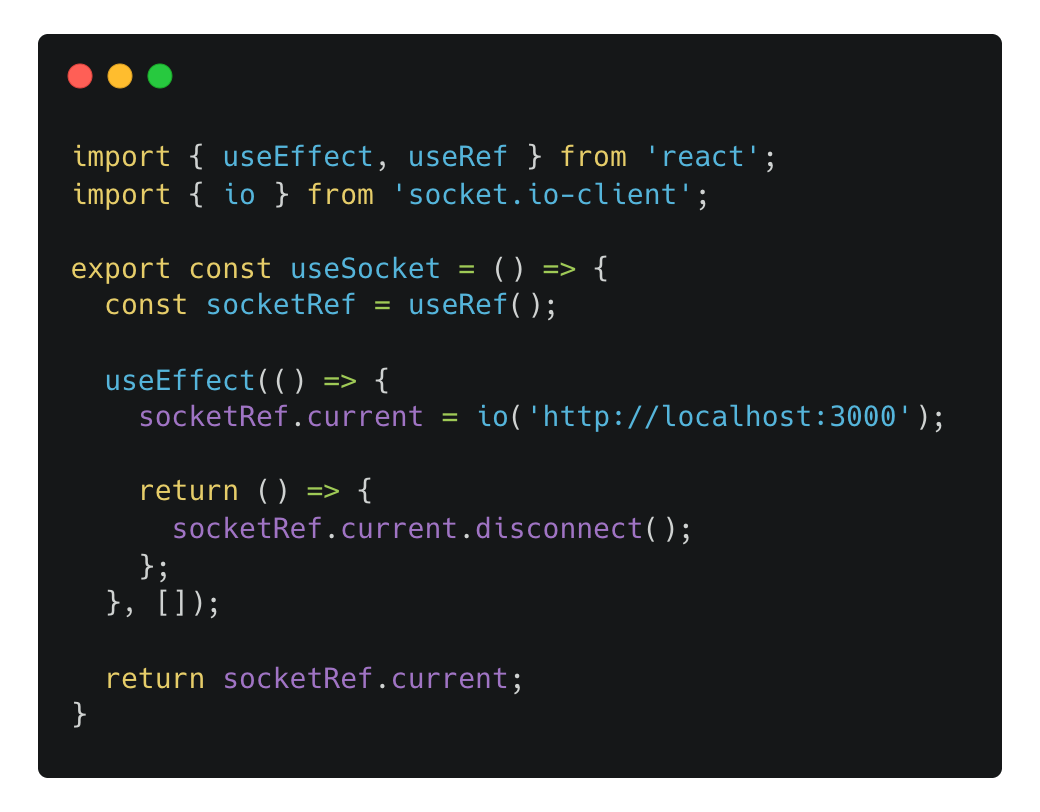 import { useEffect, useRef } from 'react';
import { io } from 'socket.io-client';

export const useSocket = () => {
  const socketRef = useRef();

  useEffect(() => {
    socketRef.current = io('http://localhost:3000');

    return () => {
      socketRef.current.disconnect();
    };
  }, []);

  return socketRef.current;
}